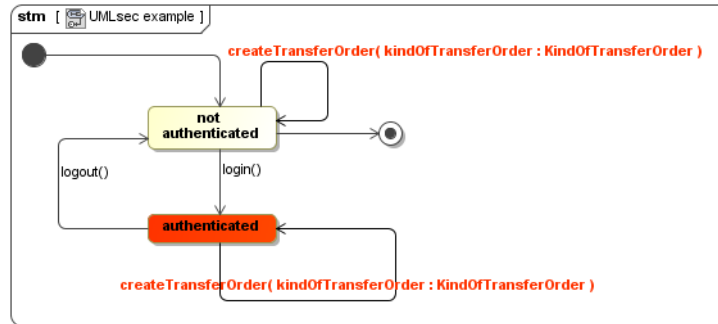 stm [ UMLsec example ]
createTransferOrder( kindOfTransferOrder : KindOfTransferOrder )
not
authenticated
logout()
login()
authenticated
createTransferOrder( kindOfTransferOrder : KindOfTransferOrder )